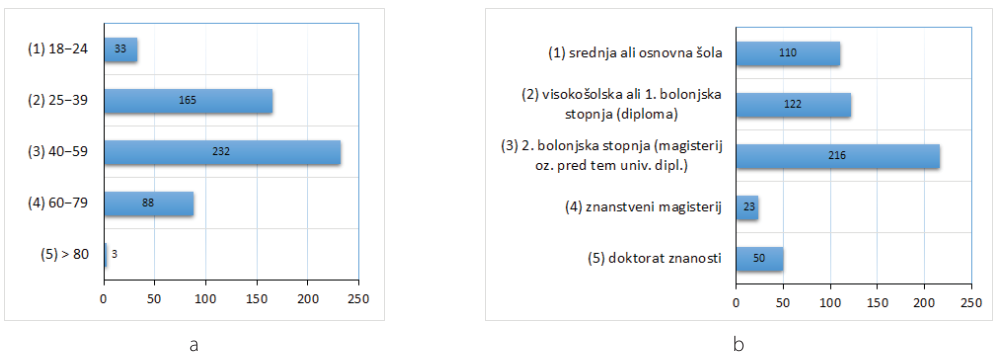 (1) 18–24
33
(2) 25–39
165
(3) 40–59
232
(4) 60–79
88
(5) > 80
3
0 50 100 150 200 250
a
(1) srednja ali osnovna šola
110
(2) visokošolska ali 1. bolonjska
stopnja (diploma)
122
(3) 2. bolonjska stopnja (magisterij
oz. pred tem univ. dipl.)
216
(4) znanstveni magisterij
23
(5) doktorat znanosti
50
0 50 100 150 200 250
b